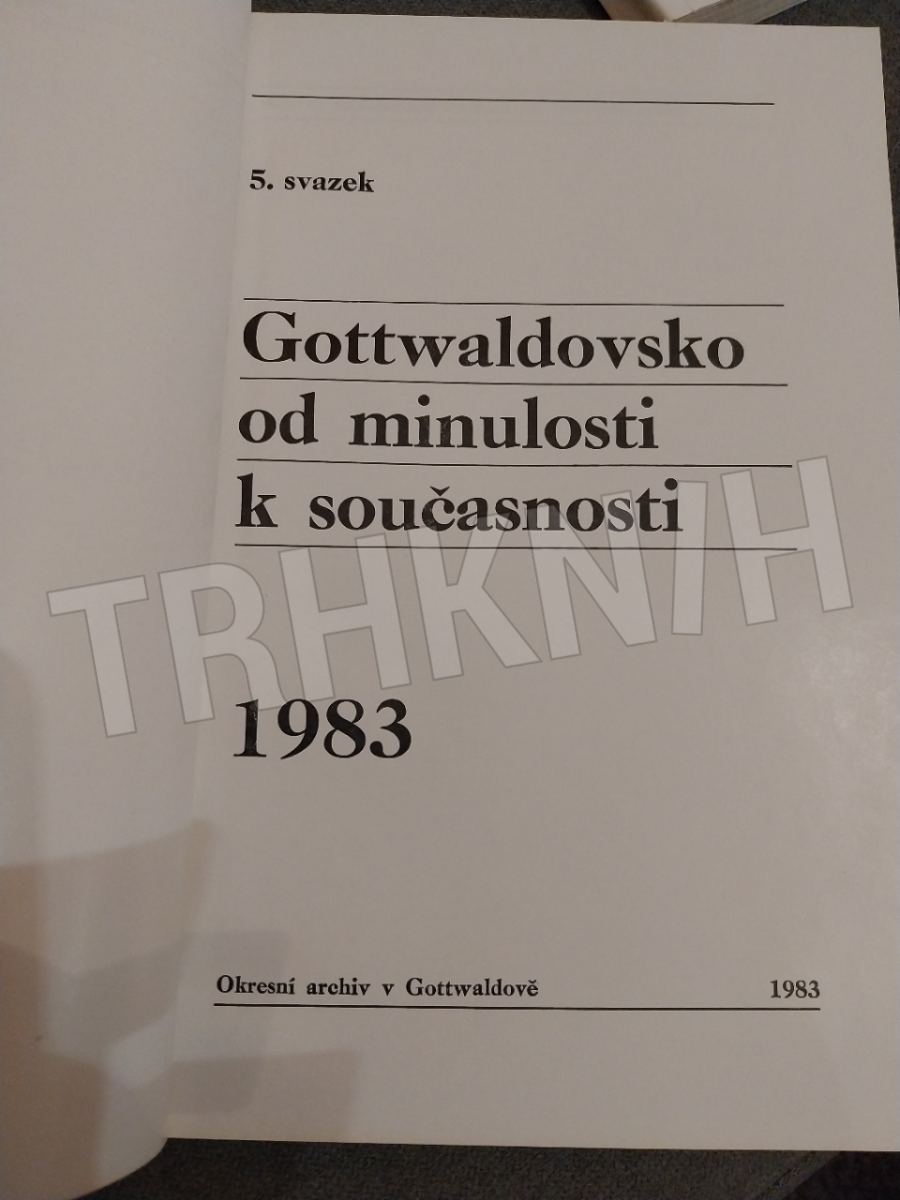 5. svazek
Gottwaldovsko
od minulosti
k současnosti
TRHKNIH
1983
Okresní archiv v Gottwaldově 1983